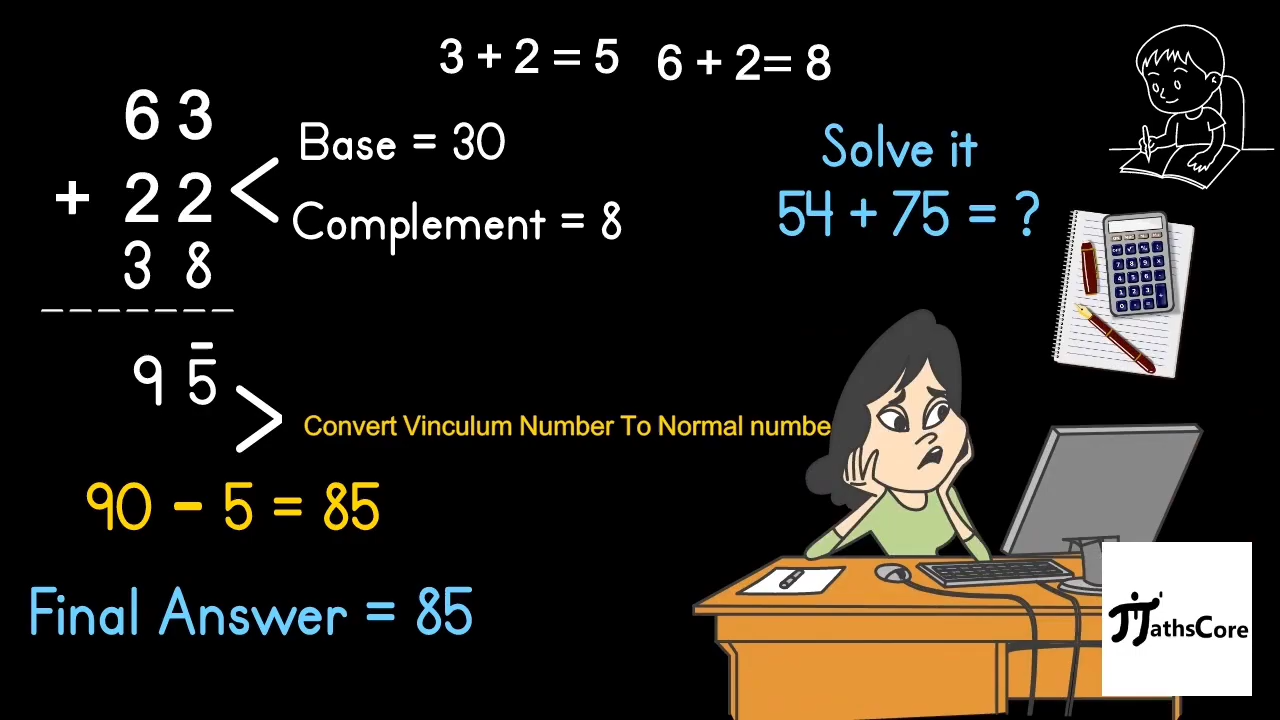 3 + 2 = 5 6 + 2= 8
6 3
+ 2 2
3 8
Base = 30
Complement = 8
9 5̄
Convert Vinculum Number To Normal numbe
90 - 5 = 85
Final Answer = 85
Solve it
54 + 75 = ?
MathsCore